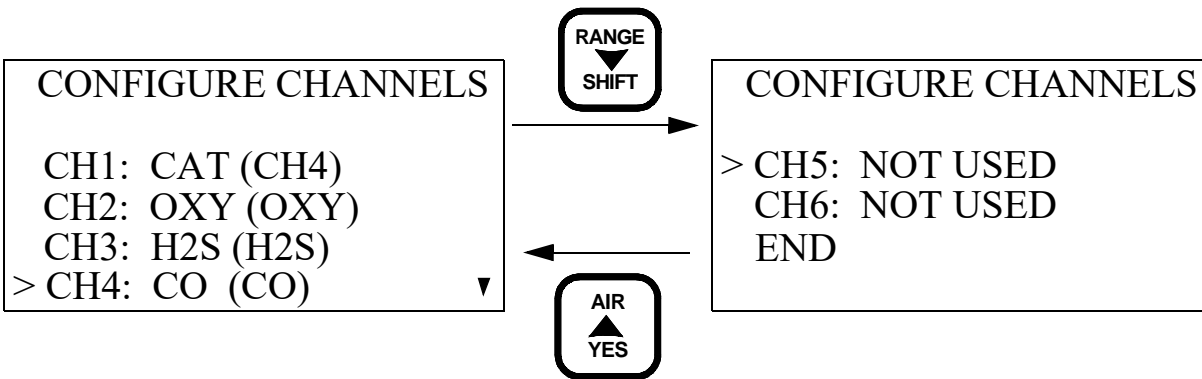 RANGE
SHIFT
CONFIGURE CHANNELS
CH1: CAT (CH4)
CH2: OXY (OXY)
CH3: H2S (H2S)
> CH4: CO (CO) ▼
CONFIGURE CHANNELS
> CH5: NOT USED
CH6: NOT USED
END
AIR
YES